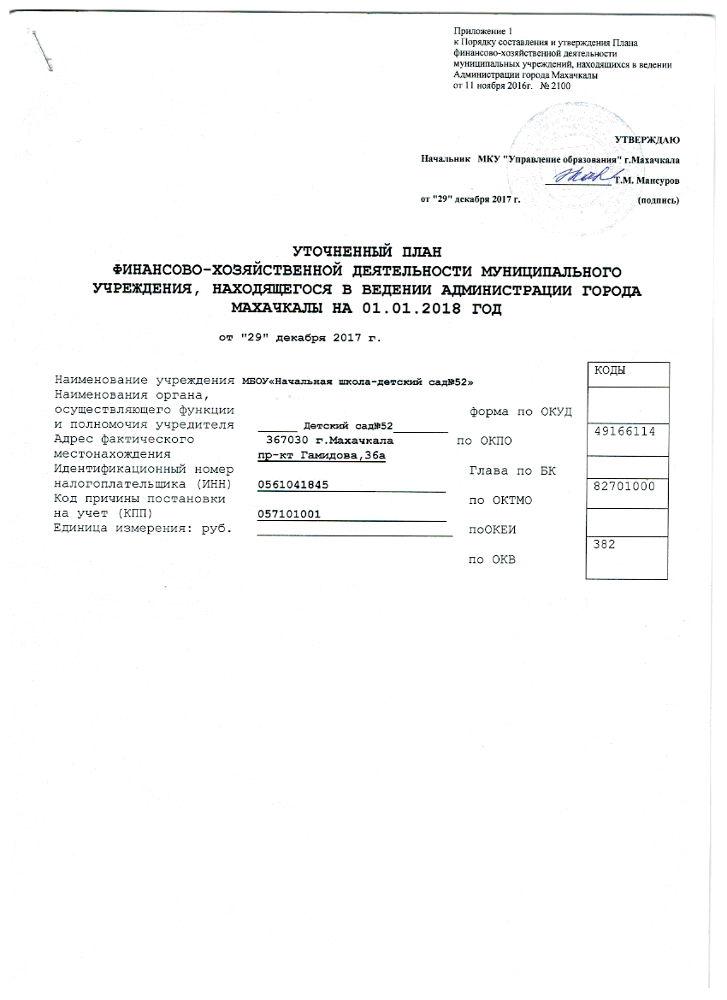 Приложение 1
к Порядку составления и утверждения Плана
финансово-хозяйственной деятельности
муниципальных учреждений, находящихся в ведении
Администрации города Махачкалы
от 11 ноября 2016г. № 2100
УТВЕРЖДАЮ
Начальник МКУ "Управление образования" г.Махачкала
Т.М. Мансуров
от "29" декабря 2017 г. (подпись)
УТОЧНЕННЫЙ ПЛАН
ФИНАНСОВО-ХОЗЯЙСТВЕННОЙ ДЕЯТЕЛЬНОСТИ МУНИЦИПАЛЬНОГО
УЧРЕЖДЕНИЯ, НАХОДЯЩЕГОСЯ В ВЕДЕНИИ АДМИНИСТРАЦИИ ГОРОДА
МАХАЧКАЛЫ НА 01.01.2018 ГОД
от "29" декабря 2017 г.
КОДЫ
Наименование учреждения МБОУ«Начальная школа-детский сад№52»
Наименования органа,
осуществляющего функции форма по ОКУД
и полномочия учредителя Детский сад№52
49166114
Адрес фактического 367030 г.Махачкала по ОКПО
местонахождения пр-кт Гамидова,36а
Идентификационный номер Глава по БК
налогоплательщика (ИНН) 0561041845 82701000
Код причины постановки по ОКТМО
на учет (КПП) 057101001
Единица измерения: руб. поОКЕИ
382
по ОКВ